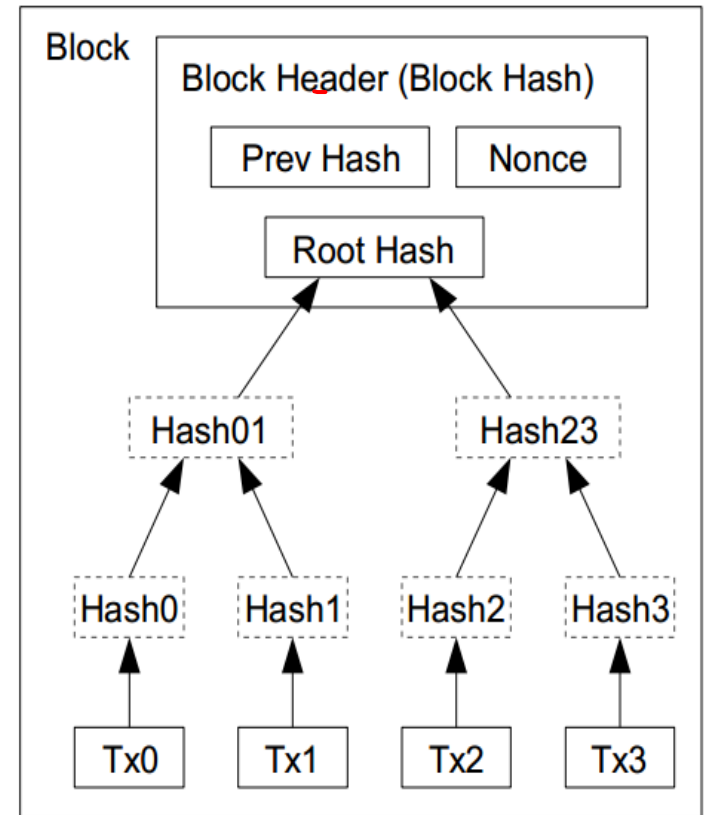 Block
Block Header (Block Hash)
Prev Hash Nonce
Root Hash
Hash01 Hash23
Hash0 Hash1 Hash2 Hash3
Tx0 Tx1 Tx2 Tx3